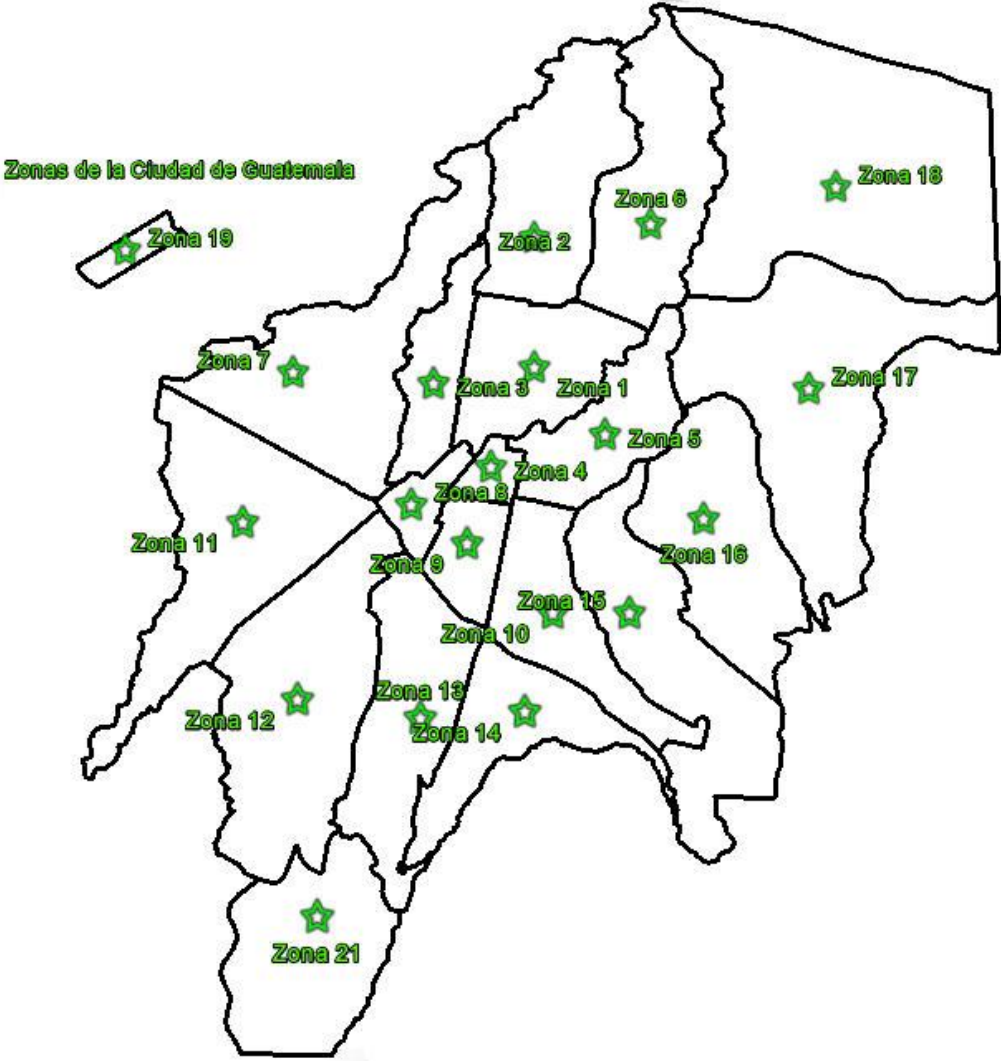 Zonas de la Ciudad de Guatemala
Zona 18
Zona 6
Zona 19
Zona 2
Zona 7
Zona 3
Zona 1
Zona 17
Zona 5
Zona 4
Zona 8
Zona 11
Zona 16
Zona 9
Zona 15
Zona 10
Zona 13
Zona 12
Zona 14
Zona 21